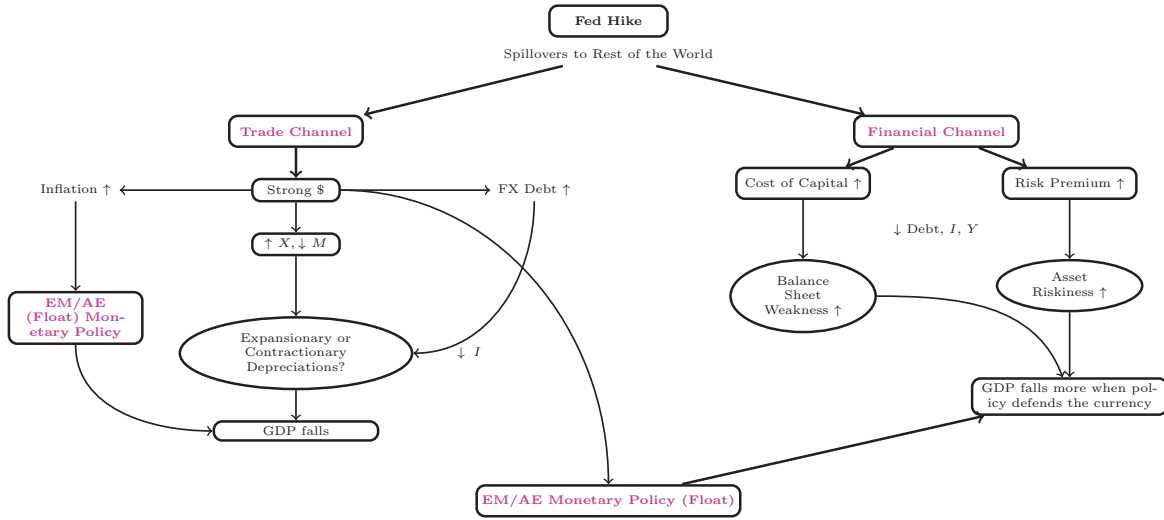 Fed Hike
Spillovers to Rest of the World
Trade Channel
Financial Channel
Inflation ↑
Strong $
FX Debt ↑
Cost of Capital ↑
Risk Premium ↑
↑ X, ↓ M
↓ Debt, I, Y
EM/AE
(Float) Mon-
etary Policy
Balance
Sheet
Weakness ↑
Asset
Riskiness ↑
Expansionary or
Contractionary
Depreciations?
↓ I
GDP falls more when pol-
icy defends the currency
GDP falls
EM/AE Monetary Policy (Float)